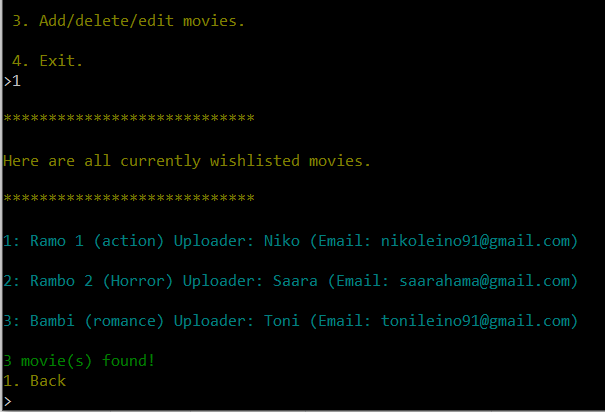 3. Add/delete/edit movies.
4. Exit.
>1
****************************
Here are all currently wishlisted movies.
****************************
1: Ramo 1 (action) Uploader: Niko (Email: nikoleino91@gmail.com)
2: Rambo 2 (Horror) Uploader: Saara (Email: saarahama@gmail.com)
3: Bambi (romance) Uploader: Toni (Email: tonileino91@gmail.com)
3 movie(s) found!
1. Back
>